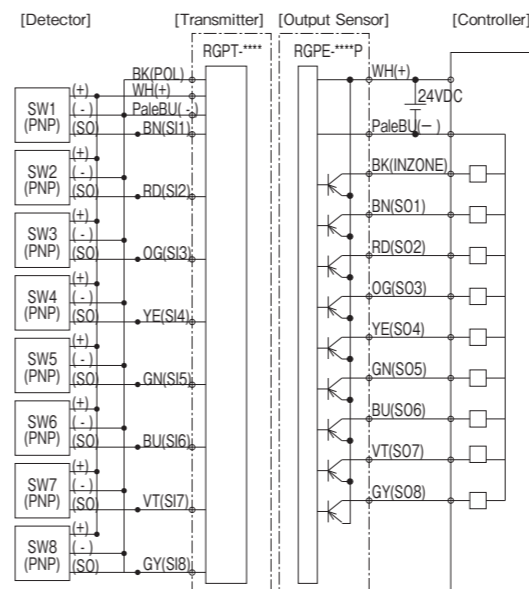 [Detector] [Transmitter] [Output Sensor] [Controller]
RGPT-**** RGPE-****P
BK(POL)
WH(+)
PaleBU(-)
BN(SI1)
RD(SI2)
OG(SI3)
YE(SI4)
GN(SI5)
BU(SI6)
VT(SI7)
GY(SI8)
SW1
(PNP)
(+)
(-)
(SO)
SW2
(PNP)
(+)
(-)
(SO)
SW3
(PNP)
(+)
(-)
(SO)
SW4
(PNP)
(+)
(-)
(SO)
SW5
(PNP)
(+)
(-)
(SO)
SW6
(PNP)
(+)
(-)
(SO)
SW7
(PNP)
(+)
(-)
(SO)
SW8
(PNP)
(+)
(-)
(SO)
WH(+)
24VDC
PaleBU(−)
BK(INZONE)
BN(SO1)
RD(SO2)
OG(SO3)
YE(SO4)
GN(SO5)
BU(SO6)
VT(SO7)
GY(SO8)